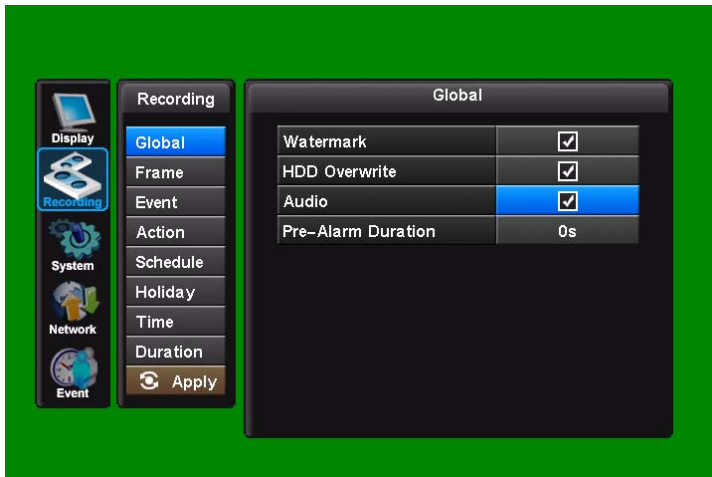 Display
Recording
System
Network
Event
Recording
Global
Frame
Event
Action
Schedule
Holiday
Time
Duration
Apply
Global
Watermark
HDD Overwrite
Audio
Pre-Alarm Duration 0s